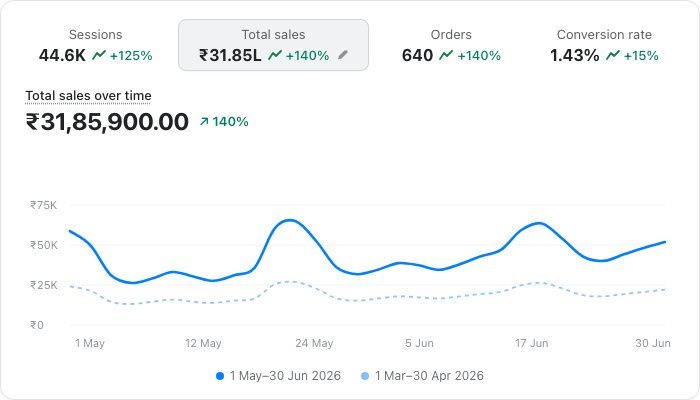 Sessions
44.6K +125%
Total sales
₹31.85L +140%
Orders
640 +140%
Conversion rate
1.43% +15%
Total sales over time
₹31,85,900.00 ↗ 140%
₹75K
₹50K
₹25K
₹0
1 May 12 May 24 May 5 Jun 17 Jun 30 Jun
1 May–30 Jun 2026 1 Mar–30 Apr 2026